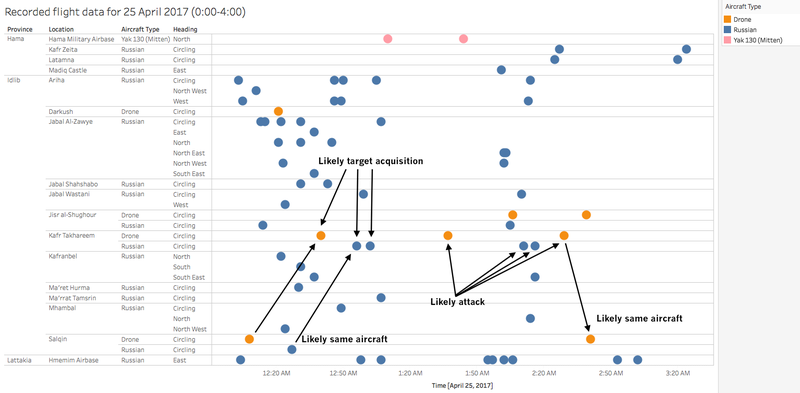 Recorded flight data for 25 April 2017 (0:00-4:00)
Aircraft Type
Drone
Russian
Yak 130 (Mitten)
Province Location Aircraft Type Heading
Hama Hama Military Airbase Yak 130 (Mitten) North
Kafr Zeita Russian Circling
Latamna Russian Circling
Madiq Castle Russian East
Idlib Ariha Russian Circling
North West
West
Darkush Drone Circling
Jabal Al-Zawye Russian Circling
East
North
North East
North West
South East
Likely target acquisition
Jabal Shahshabo Russian Circling
Jabal Wastani Russian Circling
West
Jisr al-Shughour Drone Circling
Russian Circling
Kafr Takhareem Drone Circling
Russian Circling
Kafranbel Russian North
South
South East
Ma'ret Hurma Russian Circling
Ma'rrat Tamsrin Russian Circling
Likely attack
Mhambal Russian Circling
North
North West
Likely same aircraft
Salqin Drone Circling
Likely same aircraft
Russian Circling
Lattakia Hmemim Airbase Russian East
12:20 AM 12:50 AM 1:20 AM 1:50 AM 2:20 AM 2:50 AM 3:20 AM
Time [April 25, 2017]